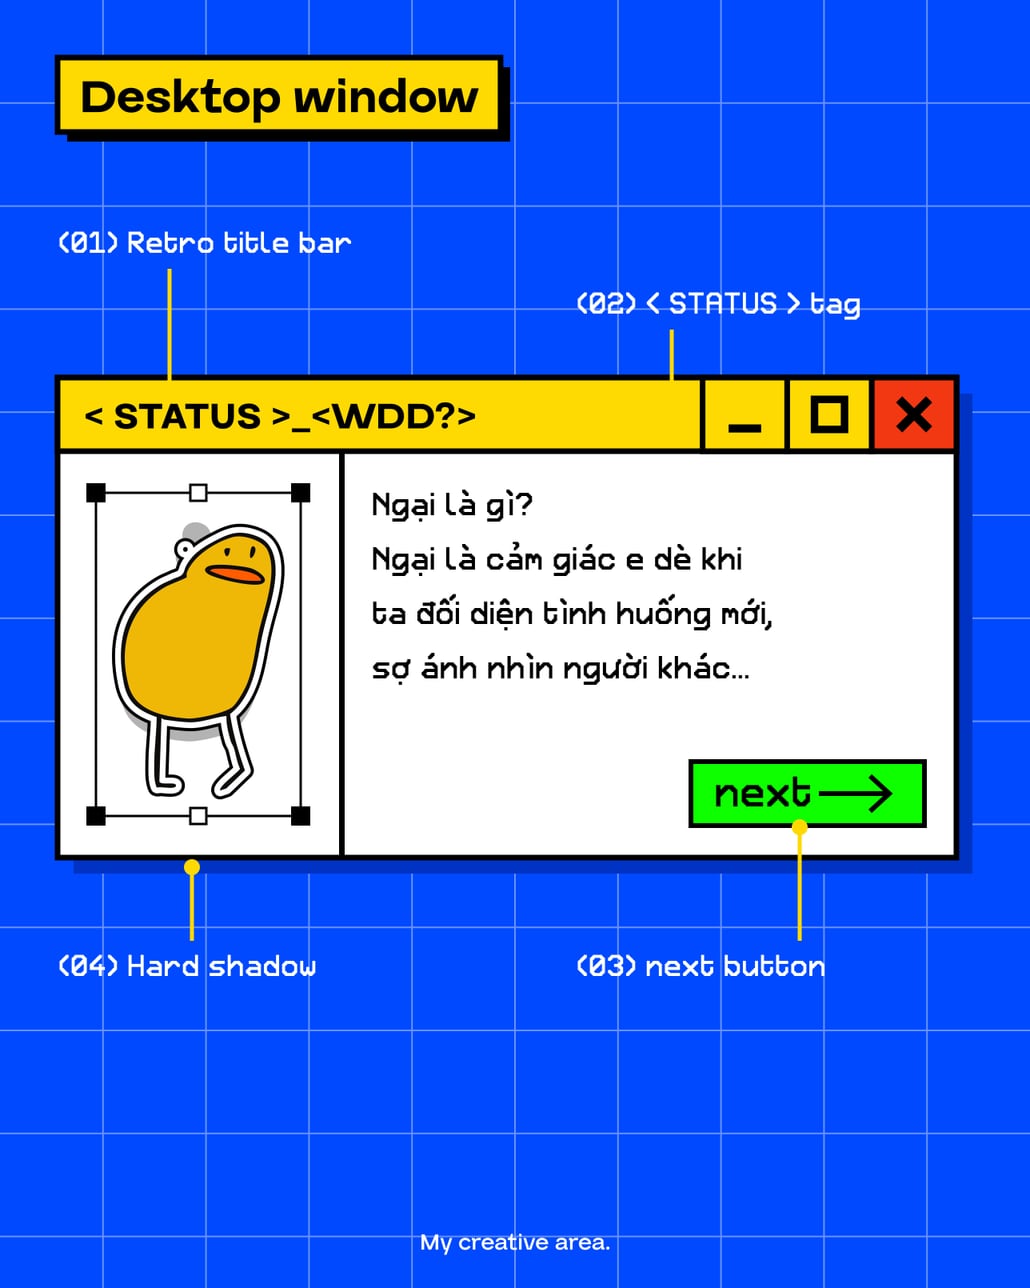 Desktop window
(01) Retro title bar
(02) < STATUS > tag
< STATUS >_<WDD?>
Ngại là gì?
Ngại là cảm giác e dè khi
ta đối diện tình huống mới,
sợ ánh nhìn người khác...
next
(04) Hard shadow
(03) next button
My creative area.